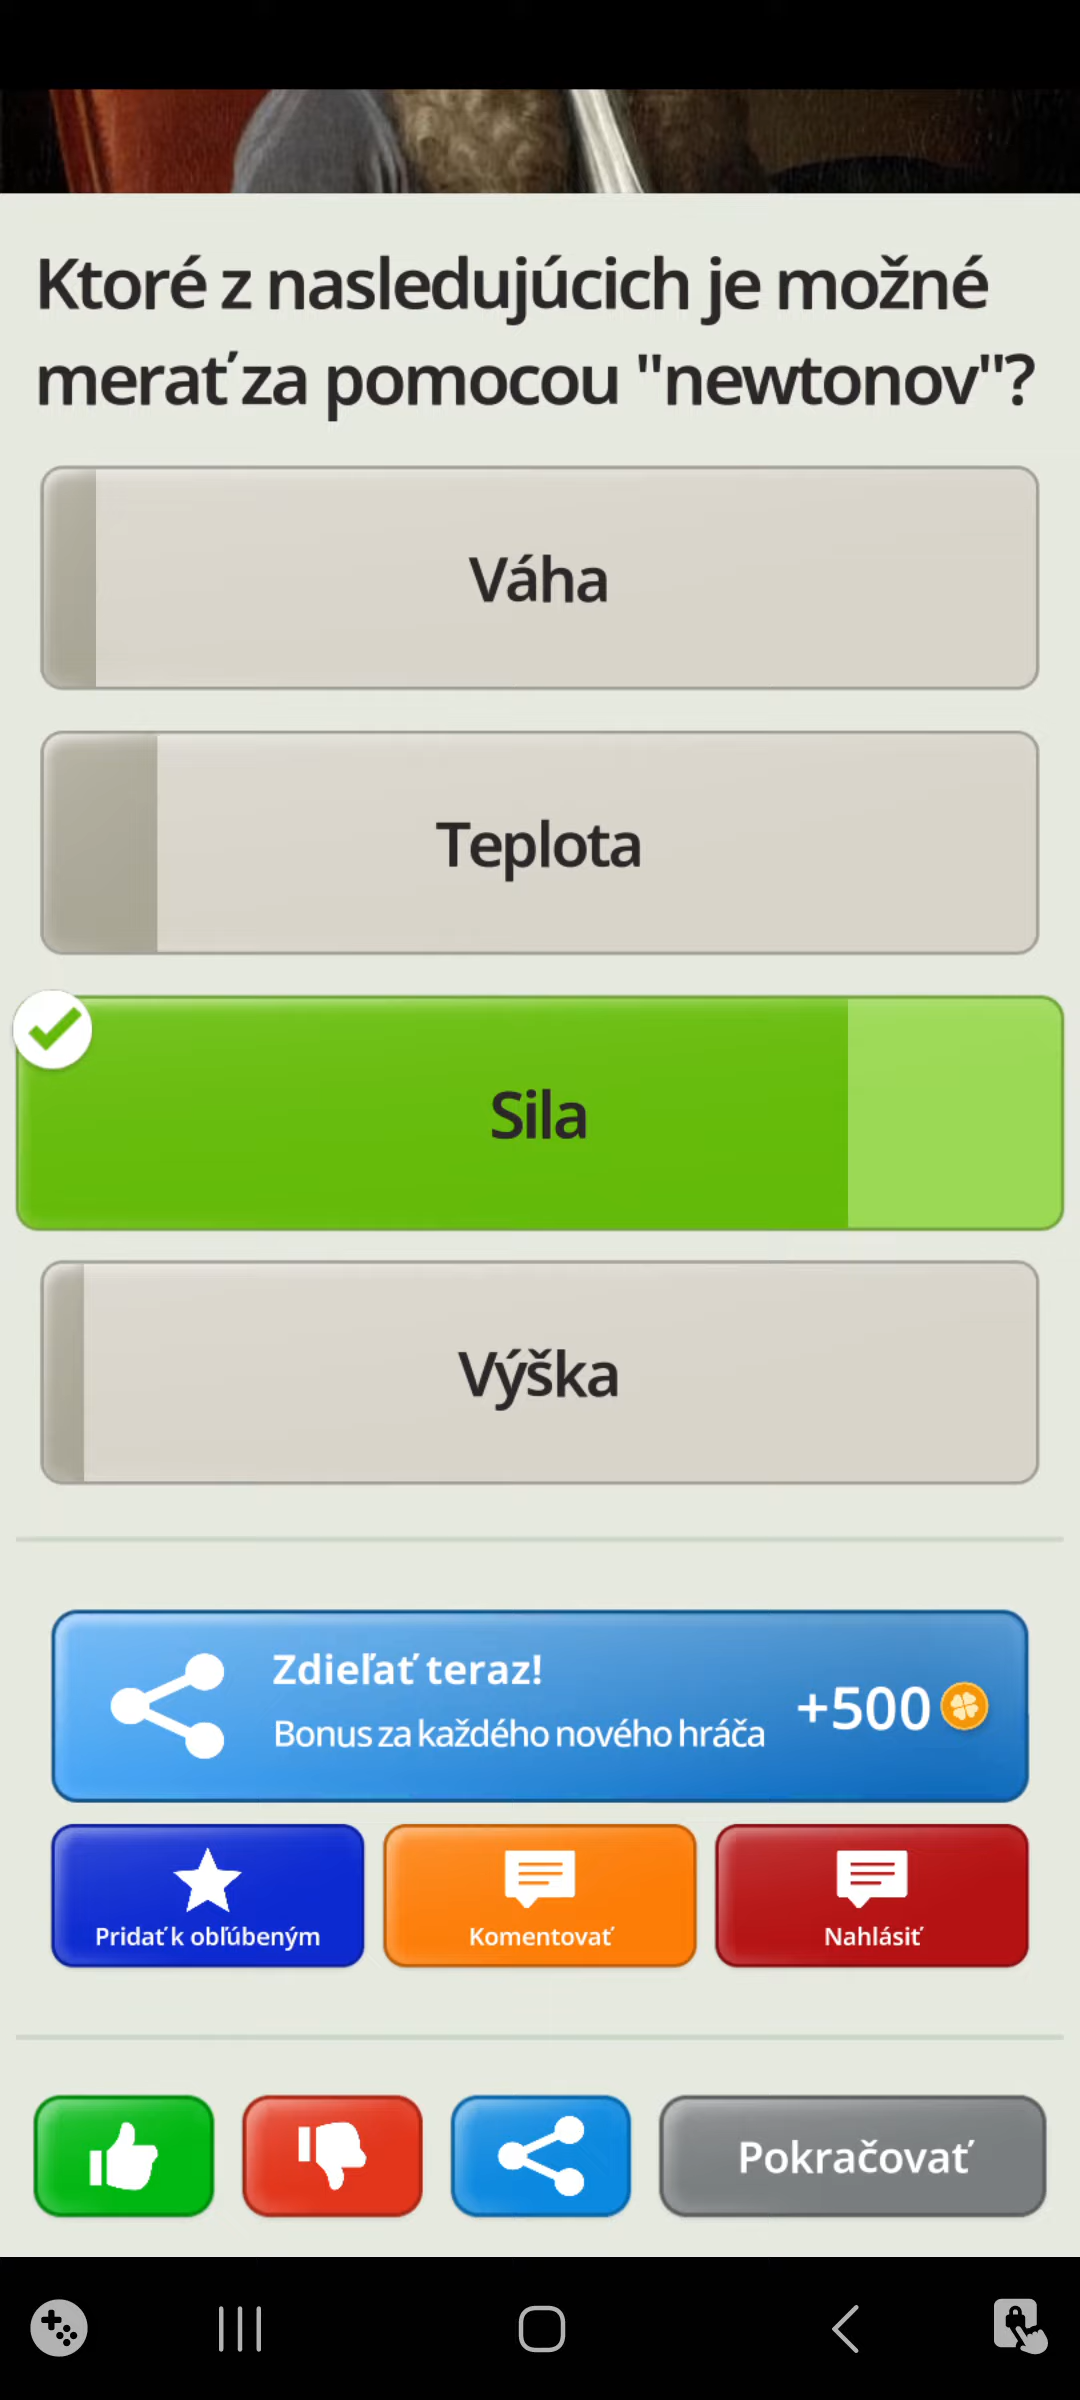 Ktoré z nasledujúcich je možné
merať za pomocou "newtonov"?
Váha
Teplota
Sila
Výška
Zdieľať teraz!
Bonus za každého nového hráča
+500
Pridať k obľúbeným
Komentovať
Nahlásiť
Pokračovať